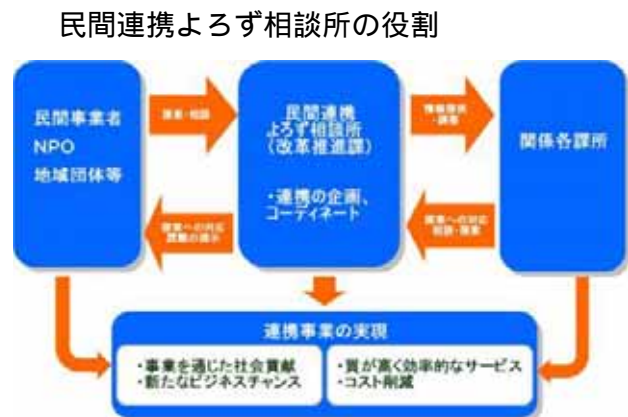 民間連携よろず相談所の役割
民間事業者
NPO
地域団体等
提案・相談
民間連携
よろず相談所
（改革推進課）
・連携の企画、
コーディネート
情報提供
・調整
関係各課所
提案への対応
課題の提示
提案への対応
相談・提案
連携事業の実現
・事業を通じた社会貢献
・新たなビジネスチャンス
・質が高く効率的なサービス
・コスト削減